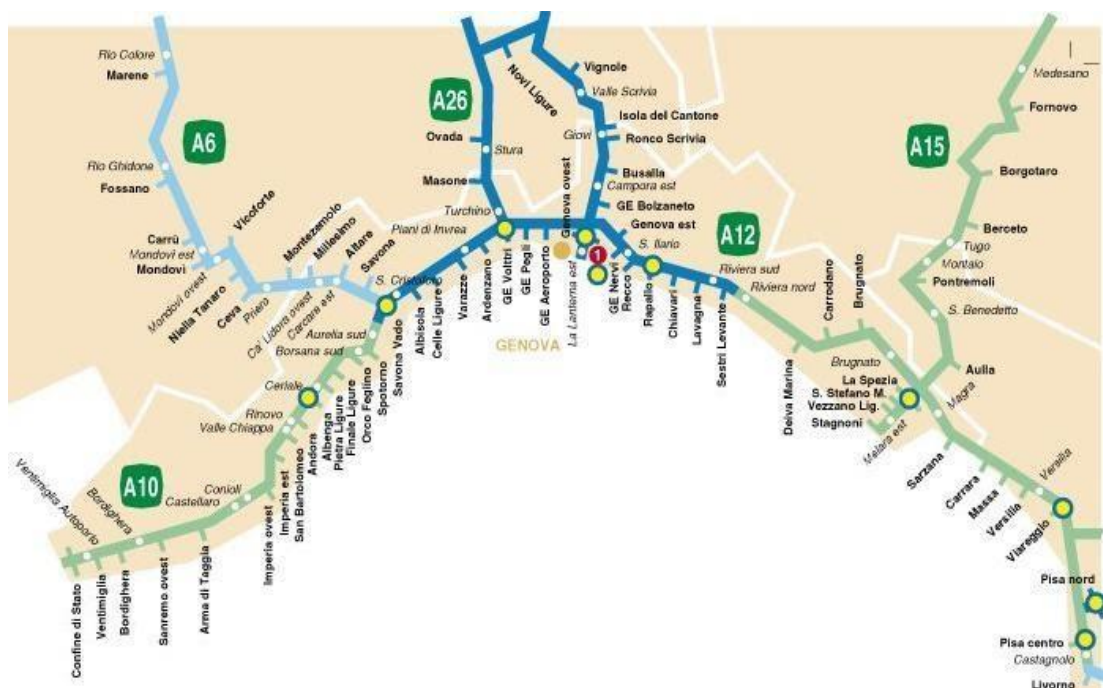 Rio Colore
Marene
A6
Rio Ghidone
Fossano
Carrù
Mondovì est
Mondovì
Mondovì ovest
Vicoforte
Niella Tanaro
Ceva
Priero
Montezemolo
Millesimo
Ca' Lidora ovest
Carcare est
Altare
Savona
A26
Novi Ligure
Ovada
Stura
Masone
Turchino
Vignole
Valle Scrivia
Isola del Cantone
Giovi
Ronco Scrivia
Busalla
Campora est
GE Bolzaneto
Genova ovest
Genova est
S. Ilario
A12
A15
Medesano
Fornovo
Borgotaro
Berceto
Tugo
Montaio
Pontremoli
S. Benedetto
Aulla
Magra
Piani di Invrea
S. Cristoforo
Albisola
Celle Ligure
Varazze
Arenzano
GE Voltri
GE Pegli
GE Aeroporto
La Lanterna est
1
GENOVA
GE Nervi
Recco
Rapallo
Chiavari
Lavagna
Sestri Levante
Riviera sud
Riviera nord
Deiva Marina
Carrodano
Brugnato
Brugnato
La Spezia
S. Stefano M.
Vezzano Lig.
Stagnoni
Melara est
Sarzana
Carrara
Massa
Versilia
Versilia
Viareggio
Pisa nord
Pisa centro
Castagnolo
Livorno
Aurelia sud
Borsana sud
Savona Vado
Spotorno
Orco Feglino
Finale Ligure
Pietra Ligure
Albenga
Andora
Ceriale
Rinovo
Valle Chiappa
San Bartolomeo
Imperia est
Imperia ovest
Conioli
Castellaro
A10
Bordighera
Ventimiglia Autoporto
Confine di Stato
Ventimiglia
Bordighera
Sanremo ovest
Arma di Taggia